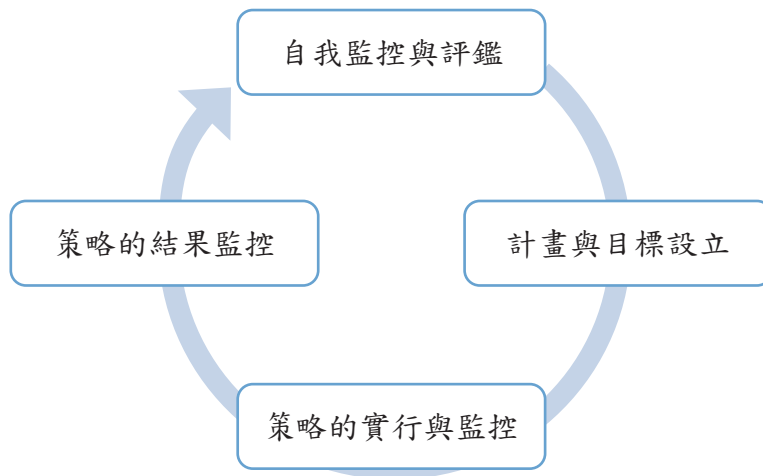 自我監控與評鑑
策略的結果監控
計畫與目標設立
策略的實行與監控